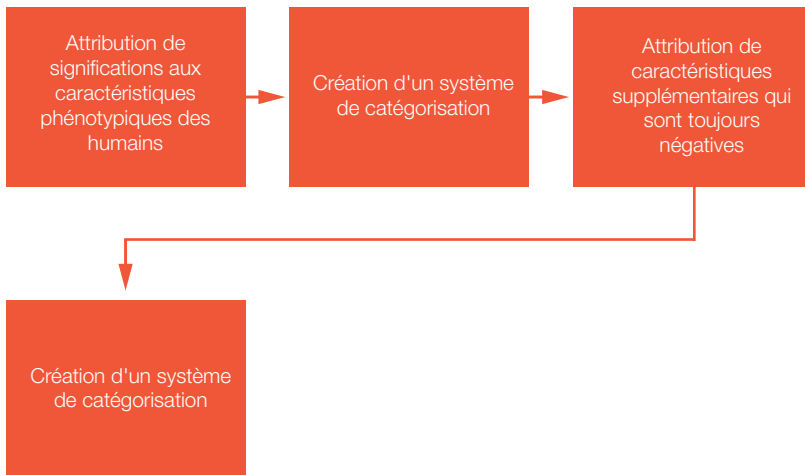 Attribution de
significations aux
caractéristiques
phénotypiques des
humains
Création d'un système
de catégorisation
Attribution de
caractéristiques
supplémentaires qui
sont toujours
négatives
Création d'un système
de catégorisation